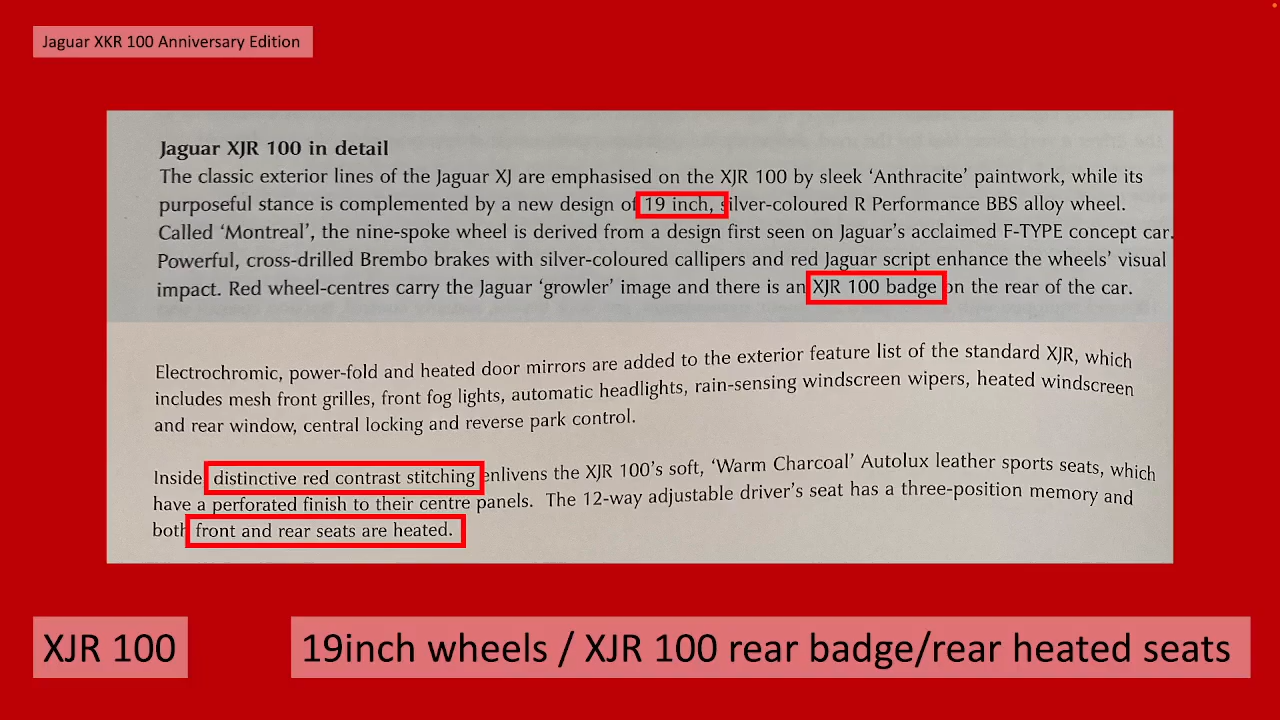 Jaguar XKR 100 Anniversary Edition
Jaguar XJR 100 in detail
The classic exterior lines of the Jaguar XJ are emphasised on the XJR 100 by sleek ‘Anthracite’ paintwork, while its
purposeful stance is complemented by a new design of 19 inch, silver-coloured R Performance BBS alloy wheel.
Called ‘Montreal’, the nine-spoke wheel is derived from a design first seen on Jaguar’s acclaimed F-TYPE concept car.
Powerful, cross-drilled Brembo brakes with silver-coloured callipers and red Jaguar script enhance the wheels’ visual
impact. Red wheel-centres carry the Jaguar ‘growler’ image and there is an XJR 100 badge on the rear of the car.
Electrochromic, power-fold and heated door mirrors are added to the exterior feature list of the standard XJR, which
includes mesh front grilles, front fog lights, automatic headlights, rain-sensing windscreen wipers, heated windscreen
and rear window, central locking and reverse park control.
Inside distinctive red contrast stitching enlivens the XJR 100’s soft, ‘Warm Charcoal’ Autolux leather sports seats, which
have a perforated finish to their centre panels. The 12-way adjustable driver’s seat has a three-position memory and
both front and rear seats are heated.
XJR 100
19inch wheels / XJR 100 rear badge/rear heated seats